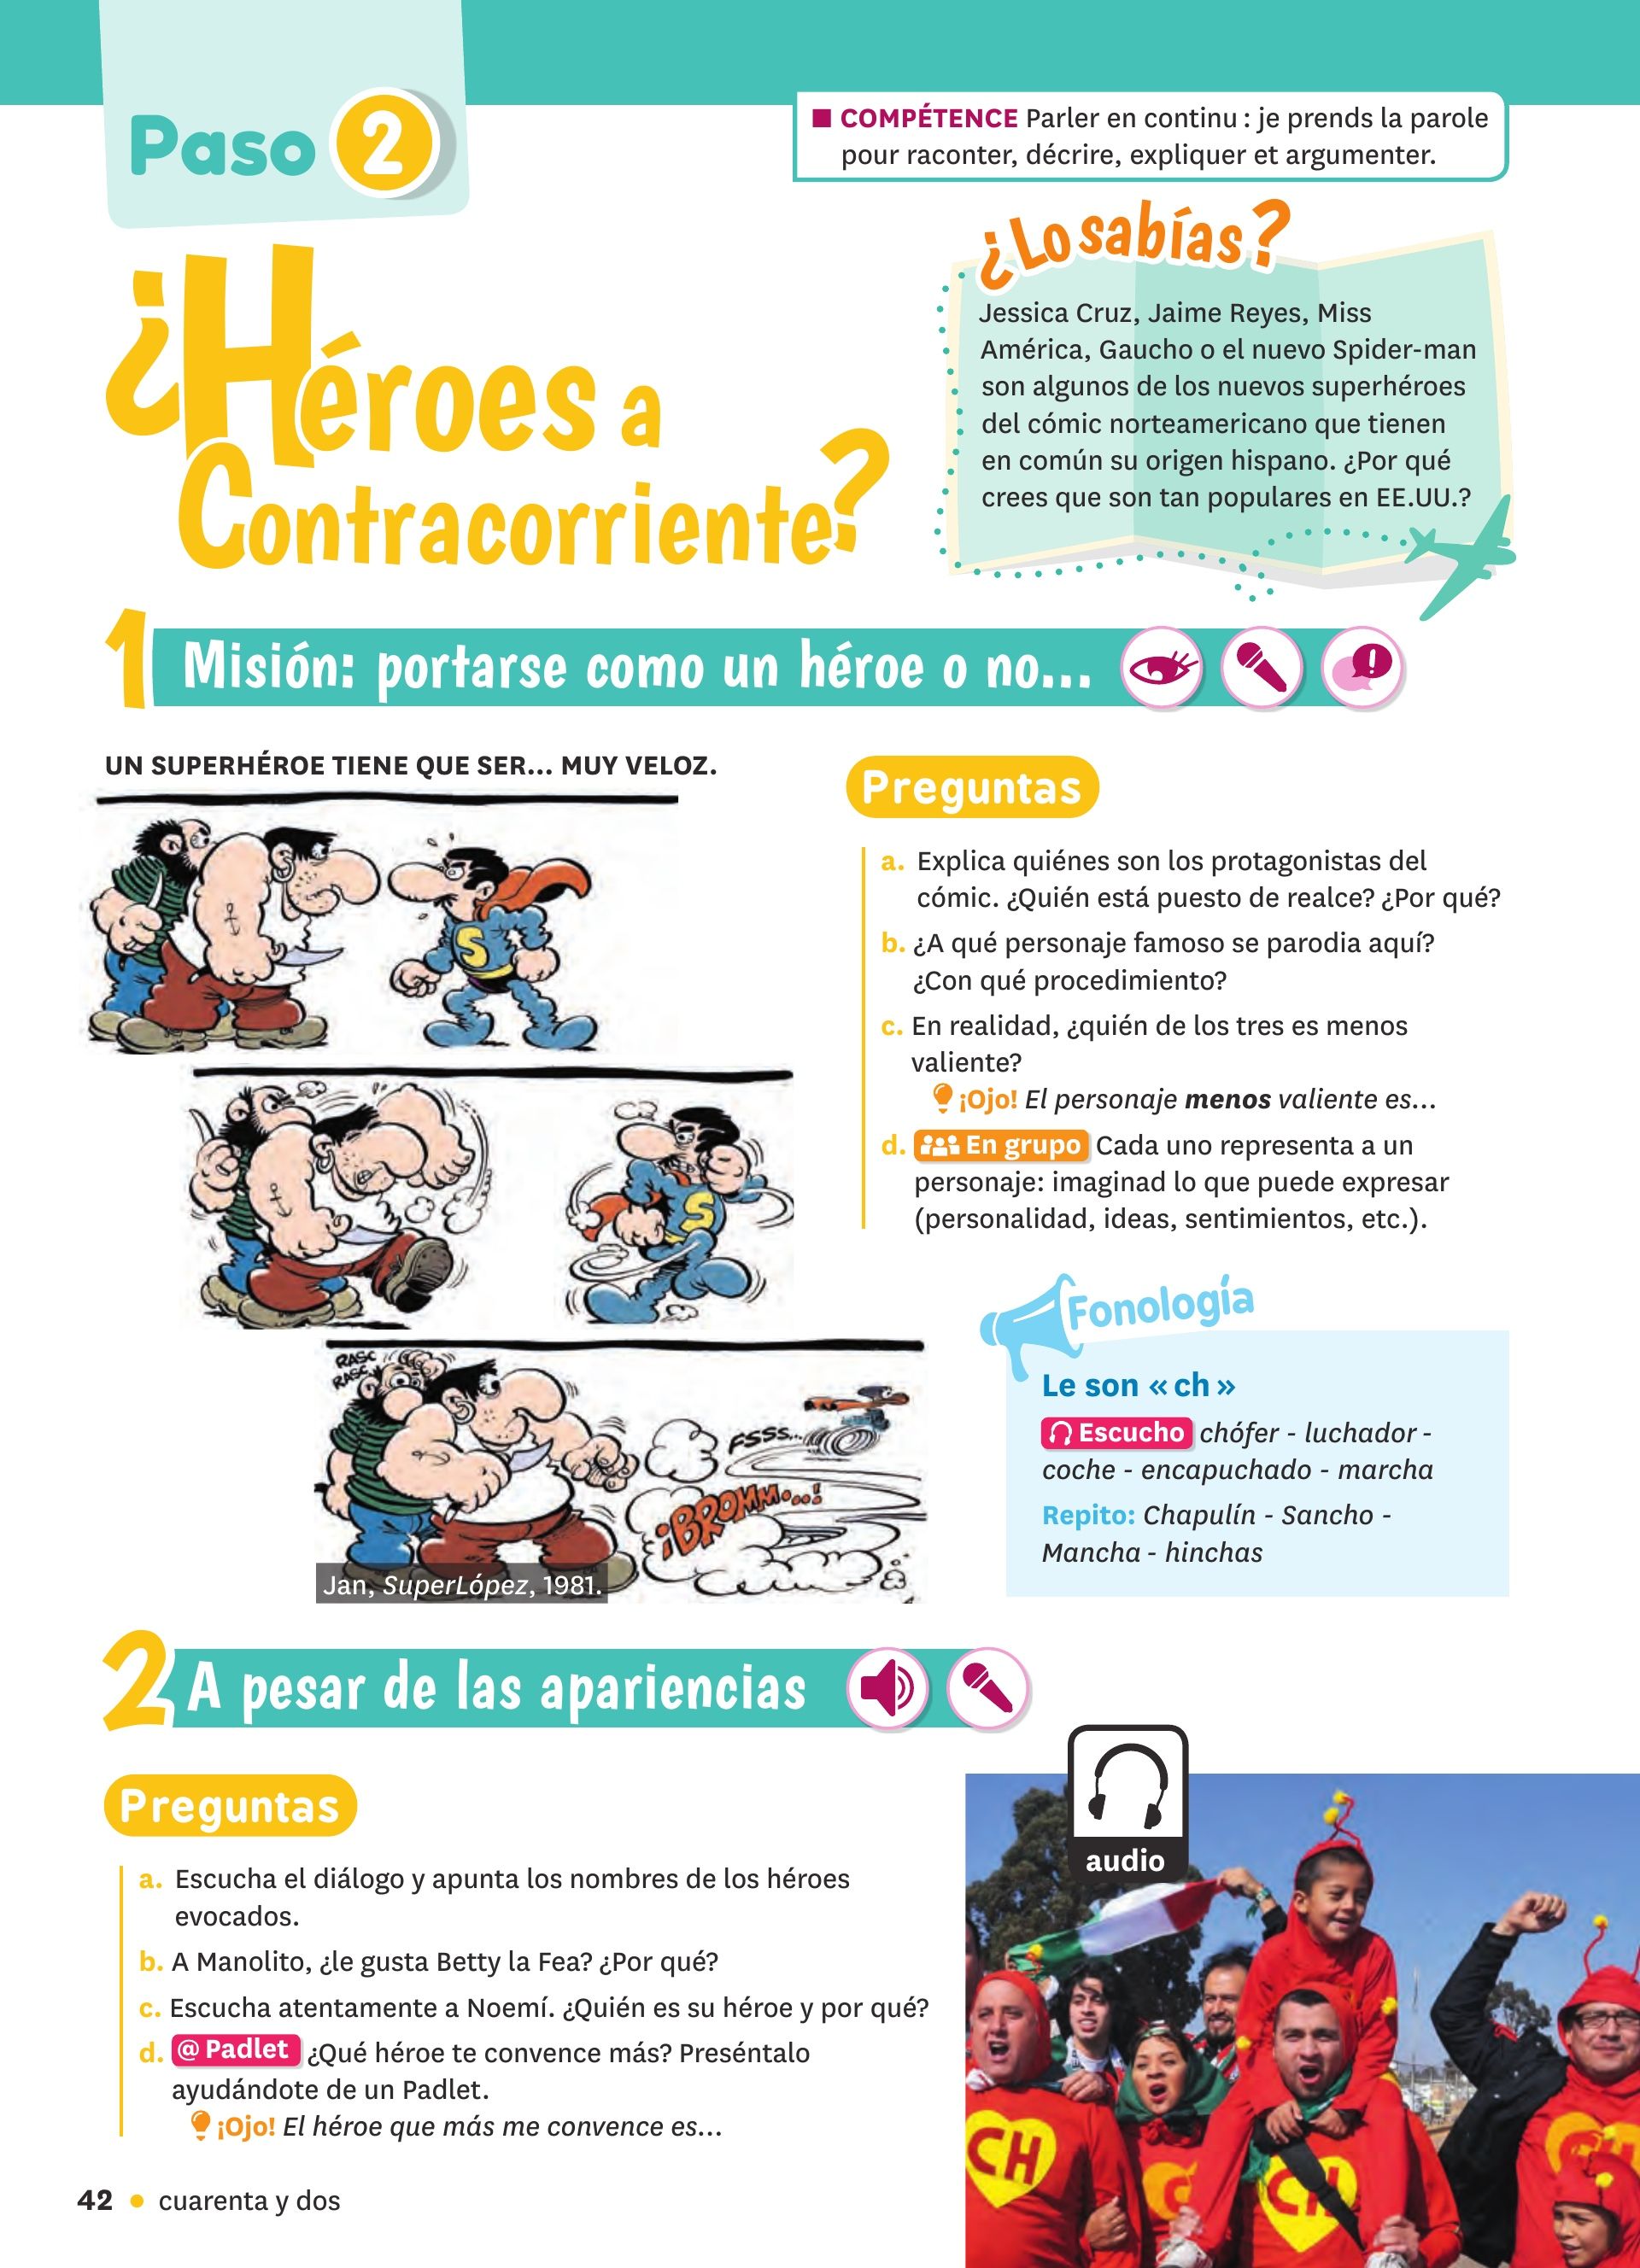 Paso 2
■ COMPÉTENCE Parler en continu : je prends la parole
pour raconter, décrire, expliquer et argumenter.
¿Héroes a
Contracorriente?
¿Lo sabías?
Jessica Cruz, Jaime Reyes, Miss
América, Gaucho o el nuevo Spider-man
son algunos de los nuevos superhéroes
del cómic norteamericano que tienen
en común su origen hispano. ¿Por qué
crees que son tan populares en EE.UU.?
1 Misión: portarse como un héroe o no...
UN SUPERHÉROE TIENE QUE SER... MUY VELOZ.
S
S
RASC
RASC
FSSS...
¡BROMM...!
Jan, SuperLópez, 1981.
Preguntas
a. Explica quiénes son los protagonistas del
cómic. ¿Quién está puesto de realce? ¿Por qué?
b. ¿A qué personaje famoso se parodia aquí?
¿Con qué procedimiento?
c. En realidad, ¿quién de los tres es menos
valiente?
¡Ojo! El personaje menos valiente es...
d. En grupo Cada uno representa a un
personaje: imaginad lo que puede expresar
(personalidad, ideas, sentimientos, etc.).
Fonología
Le son « ch »
Escucho chófer - luchador -
coche - encapuchado - marcha
Repito: Chapulín - Sancho -
Mancha - hinchas
2 A pesar de las apariencias
Preguntas
a. Escucha el diálogo y apunta los nombres de los héroes
evocados.
b. A Manolito, ¿le gusta Betty la Fea? ¿Por qué?
c. Escucha atentamente a Noemí. ¿Quién es su héroe y por qué?
d. @ Padlet ¿Qué héroe te convence más? Preséntalo
ayudándote de un Padlet.
¡Ojo! El héroe que más me convence es...
audio
CH
C
CH
CH
42 • cuarenta y dos